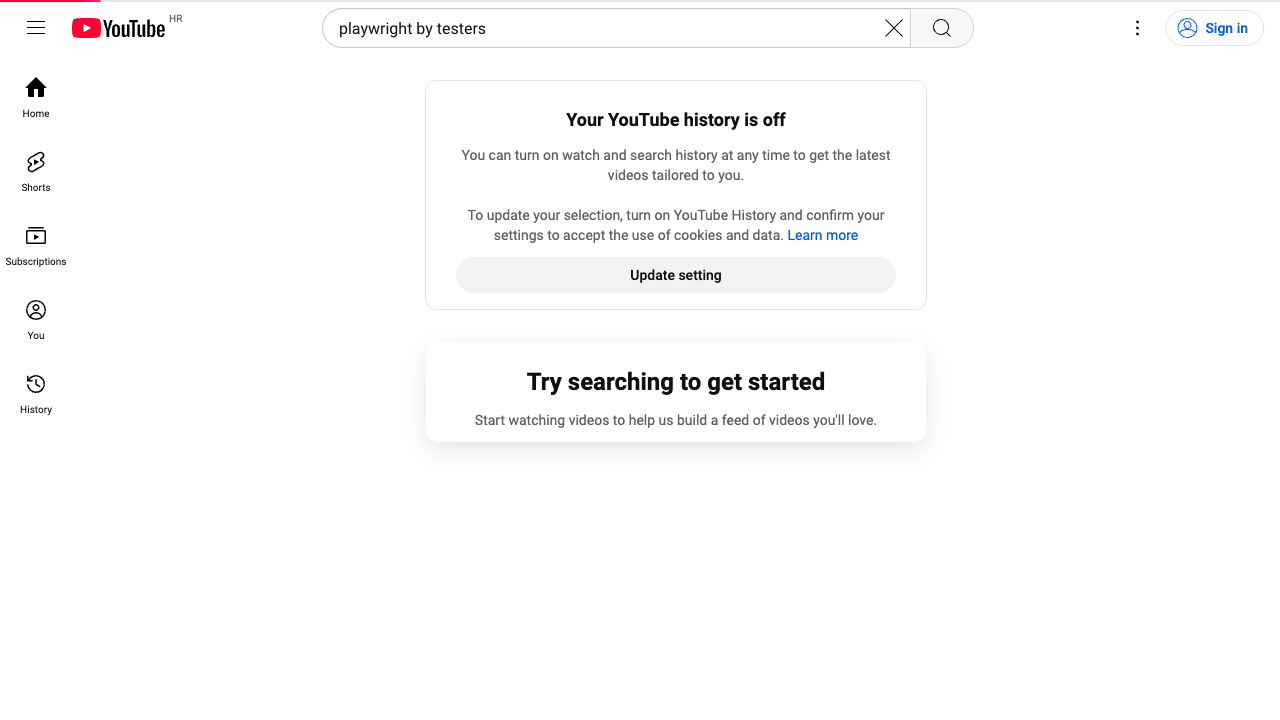 YouTube HR
playwright by testers
Sign in
Home
Shorts
Subscriptions
You
History
Your YouTube history is off
You can turn on watch and search history at any time to get the latest
videos tailored to you.
To update your selection, turn on YouTube History and confirm your
settings to accept the use of cookies and data. Learn more
Update setting
Try searching to get started
Start watching videos to help us build a feed of videos you'll love.